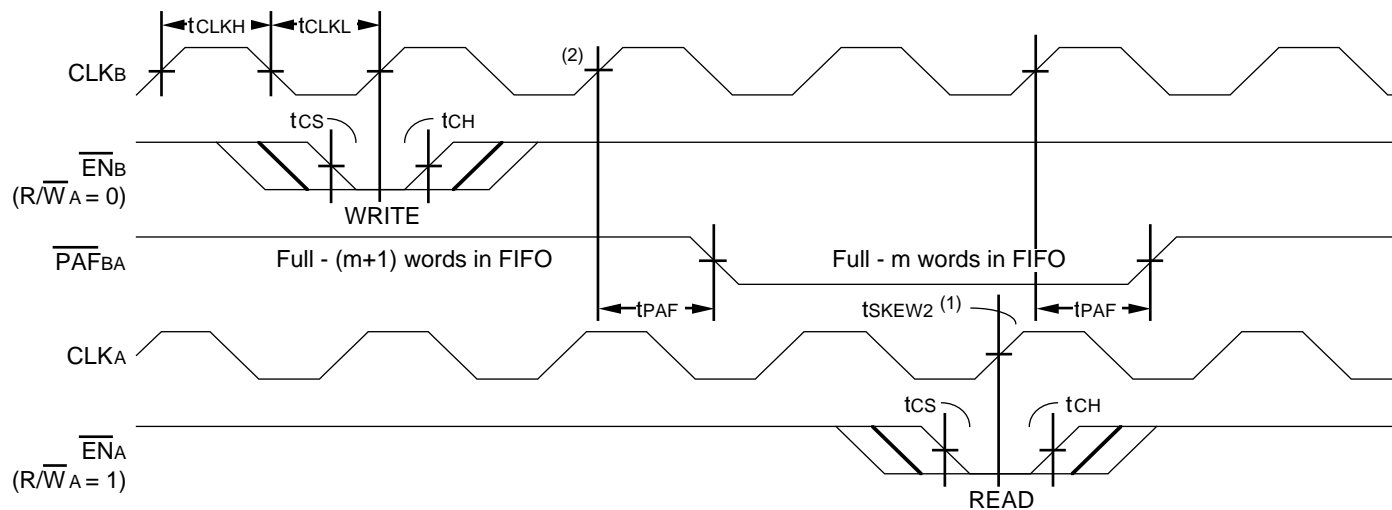 tCLKH tCLKL
CLKB (2)
tCS tCH
ENB
(R/WA = 0)
WRITE
PAFBA Full - (m+1) words in FIFO Full - m words in FIFO
tPAF tSKEW2 (1) tPAF
CLKA
tCS tCH
ENA
(R/WA = 1)
READ